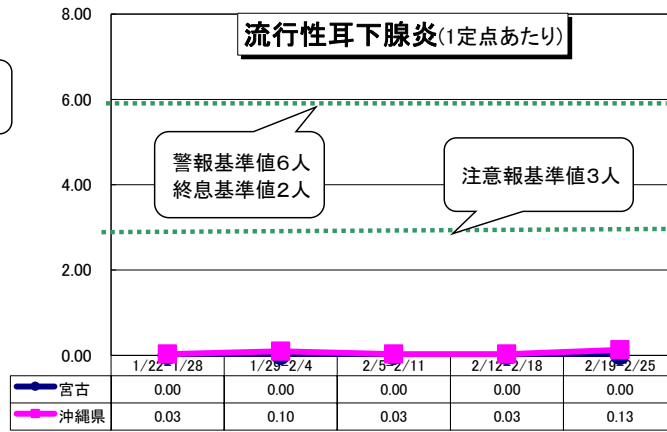 流行性耳下腺炎(1定点あたり)
8.00
6.00
4.00
2.00
0.00
警報基準値6人
終息基準値2人
注意報基準値3人
1/22-1/28 1/29-2/4 2/5-2/11 2/12-2/18 2/19-2/25
宮古 0.00 0.00 0.00 0.00 0.00
沖縄県 0.03 0.10 0.03 0.03 0.13